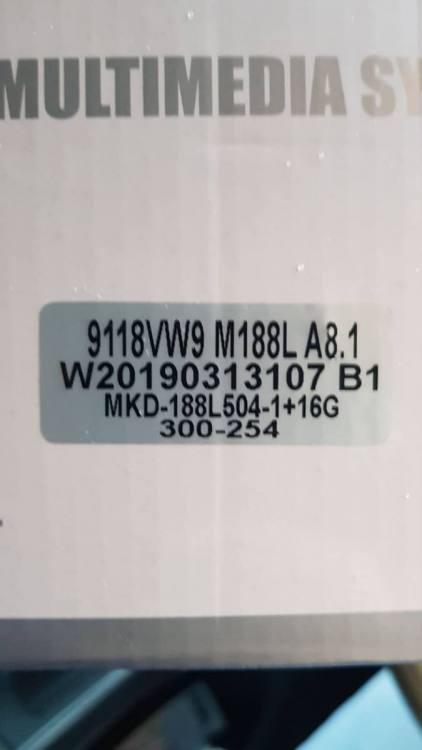 MULTIMEDIA SY
9118VW9 M188L A8.1
W20190313107 B1
MKD-188L504-1+16G
300-254